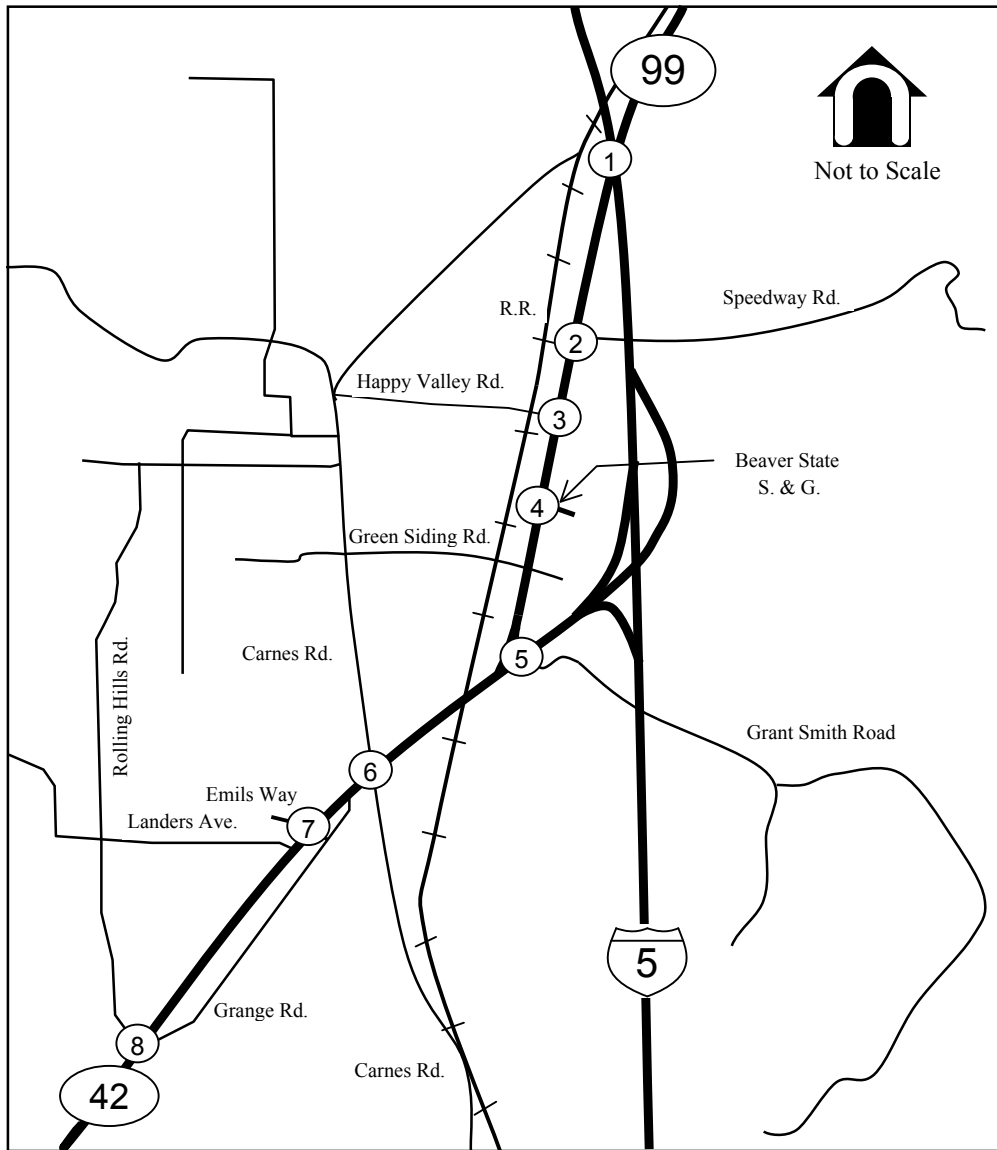 99
1
Not to Scale
R.R.
Speedway Rd.
2
Happy Valley Rd.
3
Beaver State
S. & G.
4
Green Siding Rd.
Rolling Hills Rd.
Carnes Rd.
5
Grant Smith Road
6
Emils Way
Landers Ave.
7
5
Grange Rd.
8
Carnes Rd.
42